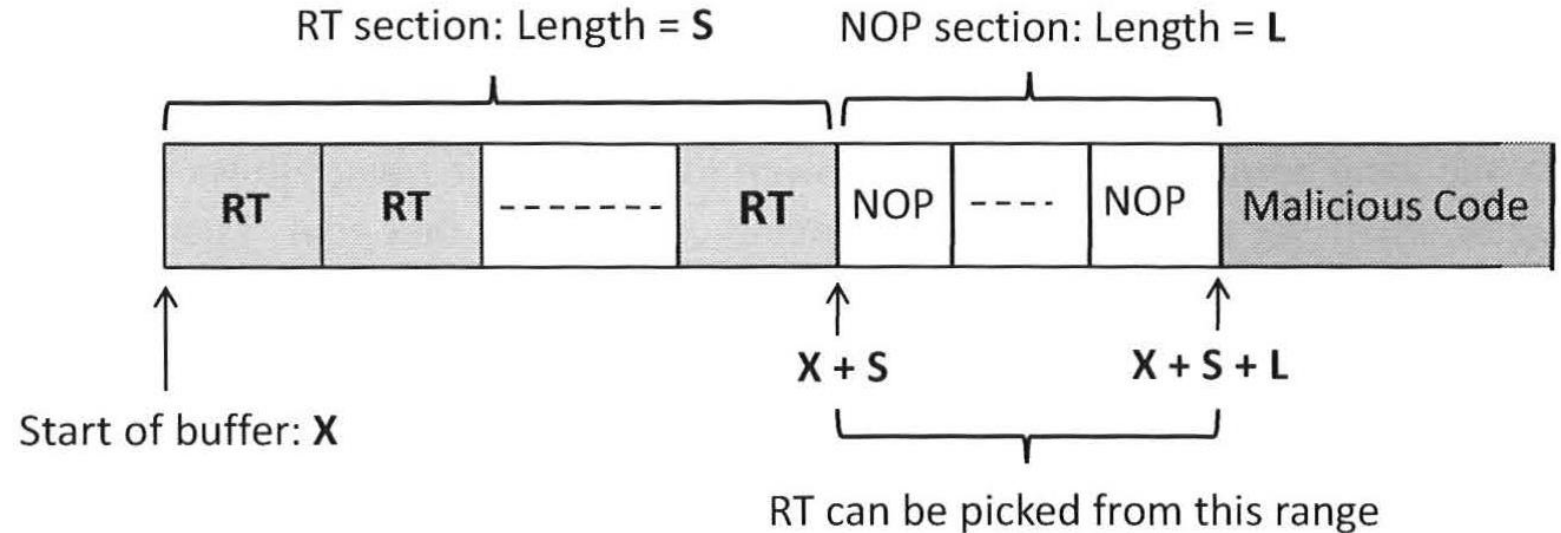 RT section: Length = S NOP section: Length = L
RT RT ------- RT NOP ---- NOP Malicious Code
X + S X + S + L
Start of buffer: X
RT can be picked from this range